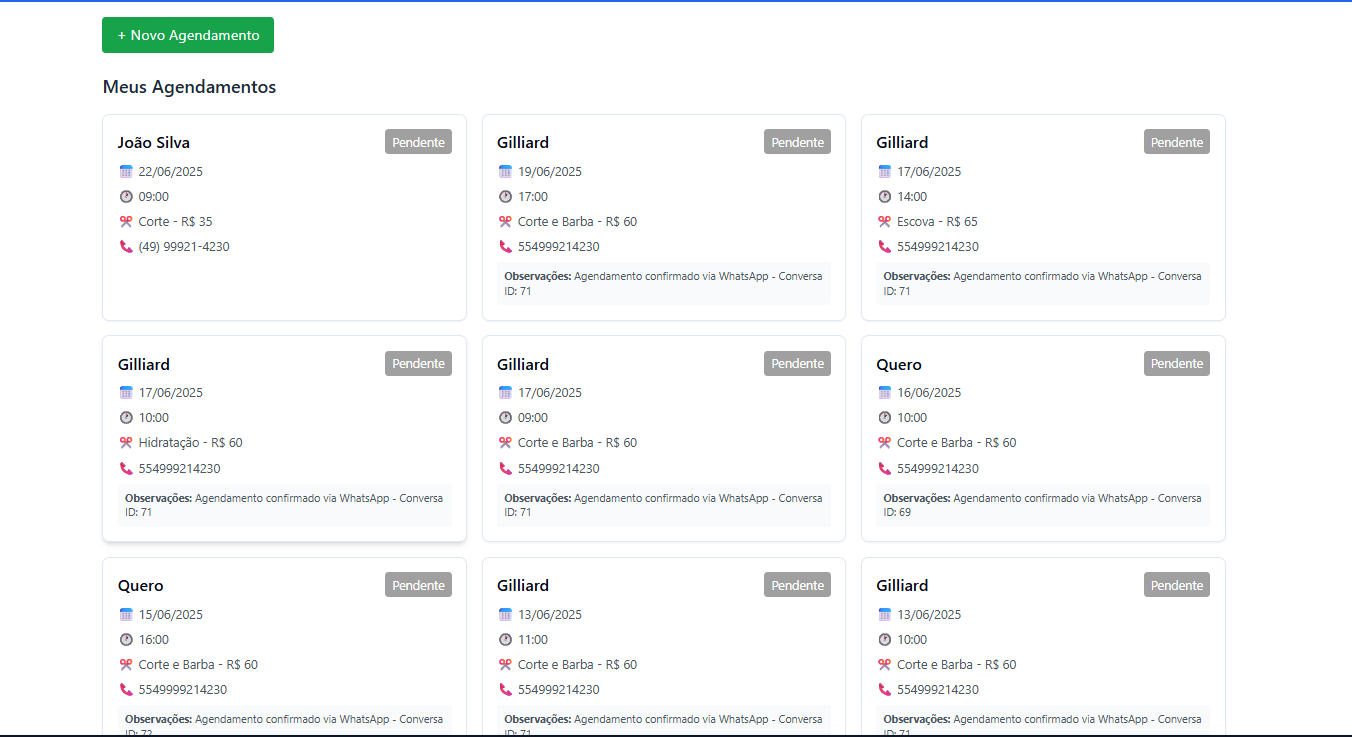 + Novo Agendamento
Meus Agendamentos
João Silva
Pendente
22/06/2025
09:00
Corte - R$ 35
(49) 99921-4230
Gilliard
Pendente
19/06/2025
17:00
Corte e Barba - R$ 60
554999214230
Observações: Agendamento confirmado via WhatsApp - Conversa
ID: 71
Gilliard
Pendente
17/06/2025
14:00
Escova - R$ 65
554999214230
Observações: Agendamento confirmado via WhatsApp - Conversa
ID: 71
Gilliard
Pendente
17/06/2025
10:00
Hidratação - R$ 60
554999214230
Observações: Agendamento confirmado via WhatsApp - Conversa
ID: 71
Gilliard
Pendente
17/06/2025
09:00
Corte e Barba - R$ 60
554999214230
Observações: Agendamento confirmado via WhatsApp - Conversa
ID: 71
Quero
Pendente
16/06/2025
10:00
Corte e Barba - R$ 60
554999214230
Observações: Agendamento confirmado via WhatsApp - Conversa
ID: 69
Quero
Pendente
15/06/2025
16:00
Corte e Barba - R$ 60
5549999214230
Observações: Agendamento confirmado via WhatsApp - Conversa
ID: 72
Gilliard
Pendente
13/06/2025
11:00
Corte e Barba - R$ 60
554999214230
Observações: Agendamento confirmado via WhatsApp - Conversa
ID: 71
Gilliard
Pendente
13/06/2025
10:00
Corte e Barba - R$ 60
554999214230
Observações: Agendamento confirmado via WhatsApp - Conversa
ID: 71